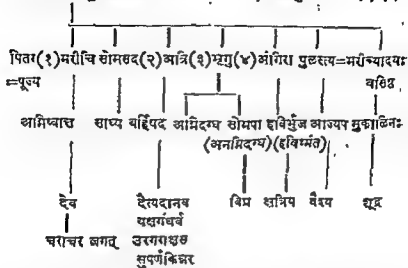 पितर (१) मरीचि सोमसद (२) अत्रि (३) भृगु (४) अंगिरा पुलस्त्य=मरीच्यादयः
=पूज्य वसिष्ठ
अग्निष्वात्त साध्य बर्हिषद अग्निदग्ध सोमपा हविर्भुज आज्यप सुकालिनः
(अनग्निदग्ध) (हविष्मंत)
देव दैत्यदानव विप्र क्षत्रिय वैश्य शूद्र
चराचर जगत् यक्षगंधर्व
उरगराक्षस
सुपर्णकिन्नर